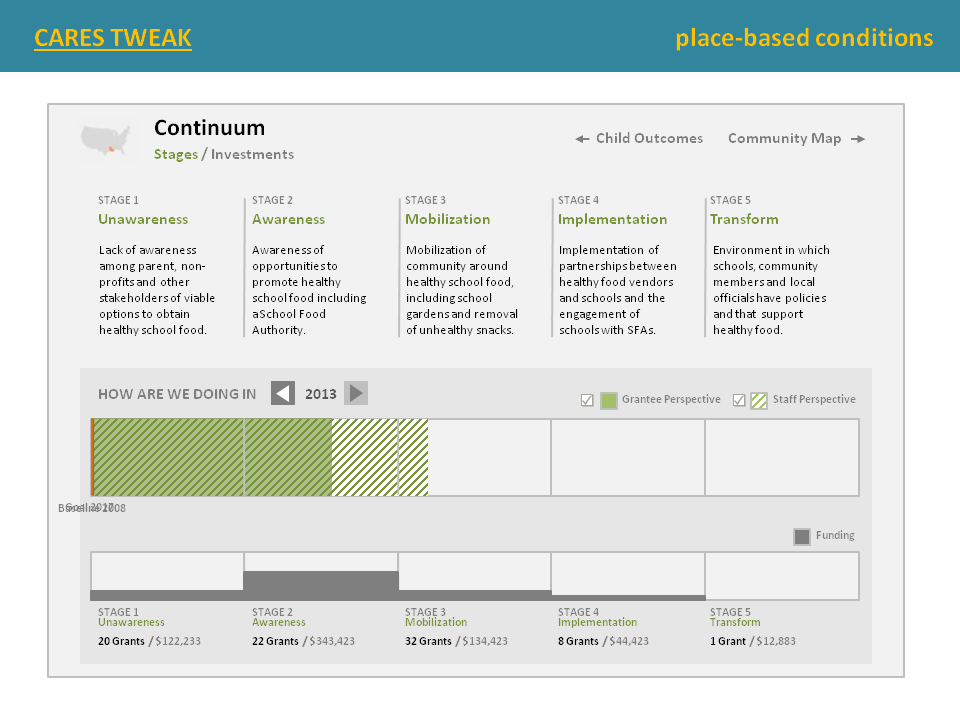 CARES TWEAK
place-based conditions
Continuum
Stages / Investments
Child Outcomes
Community Map
STAGE 1
Unawareness
Lack of awareness
among parent, non-
profits and other
stakeholders of viable
options to obtain
healthy school food.
STAGE 2
Awareness
Awareness of
opportunities to
promote healthy
school food including
a School Food
Authority.
STAGE 3
Mobilization
Mobilization of
community around
healthy school food,
including school
gardens and removal
of unhealthy snacks.
STAGE 4
Implementation
Implementation of
partnerships between
healthy food vendors
and schools and the
engagement of
schools with SFAs.
STAGE 5
Transform
Environment in which
schools, community
members and local
officials have policies
and that support
healthy food.
HOW ARE WE DOING IN
2013
Grantee Perspective
Staff Perspective
Baseline 2008
Funding
STAGE 1
Unawareness
20 Grants / $122,233
STAGE 2
Awareness
22 Grants / $343,423
STAGE 3
Mobilization
32 Grants / $134,423
STAGE 4
Implementation
8 Grants / $44,423
STAGE 5
Transform
1 Grant / $12,883